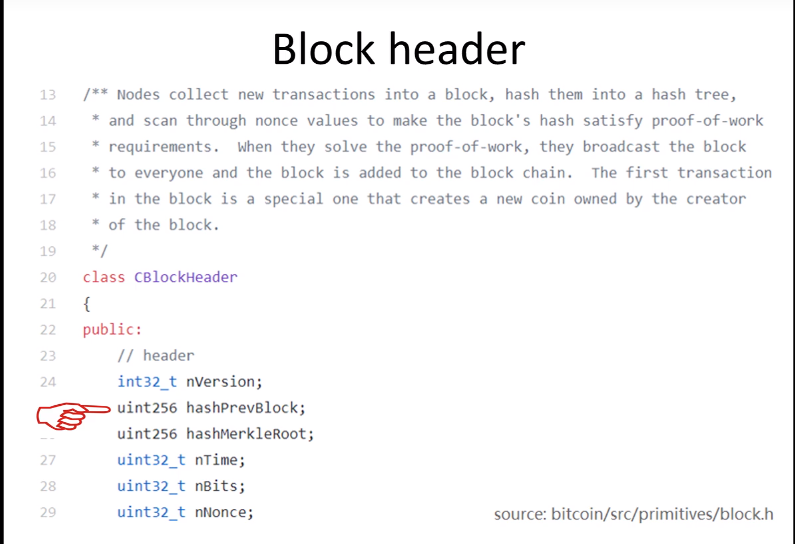 Block header
13 /** Nodes collect new transactions into a block, hash them into a hash tree,
14 * and scan through nonce values to make the block's hash satisfy proof-of-work
15 * requirements.  When they solve the proof-of-work, they broadcast the block
16 * to everyone and the block is added to the block chain.  The first transaction
17 * in the block is a special one that creates a new coin owned by the creator
18 * of the block.
19 */
20 class CBlockHeader
21 {
22 public:
23 // header
24 int32_t nVersion;
uint256 hashPrevBlock;
uint256 hashMerkleRoot;
27 uint32_t nTime;
28 uint32_t nBits;
29 uint32_t nNonce;
source: bitcoin/src/primitives/block.h